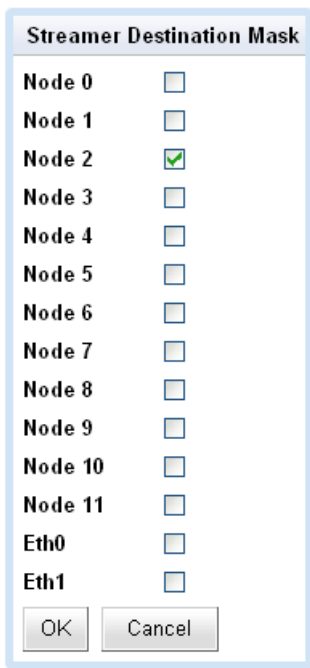 Streamer Destination Mask
Node 0
Node 1
Node 2
Node 3
Node 4
Node 5
Node 6
Node 7
Node 8
Node 9
Node 10
Node 11
Eth0
Eth1
OK Cancel